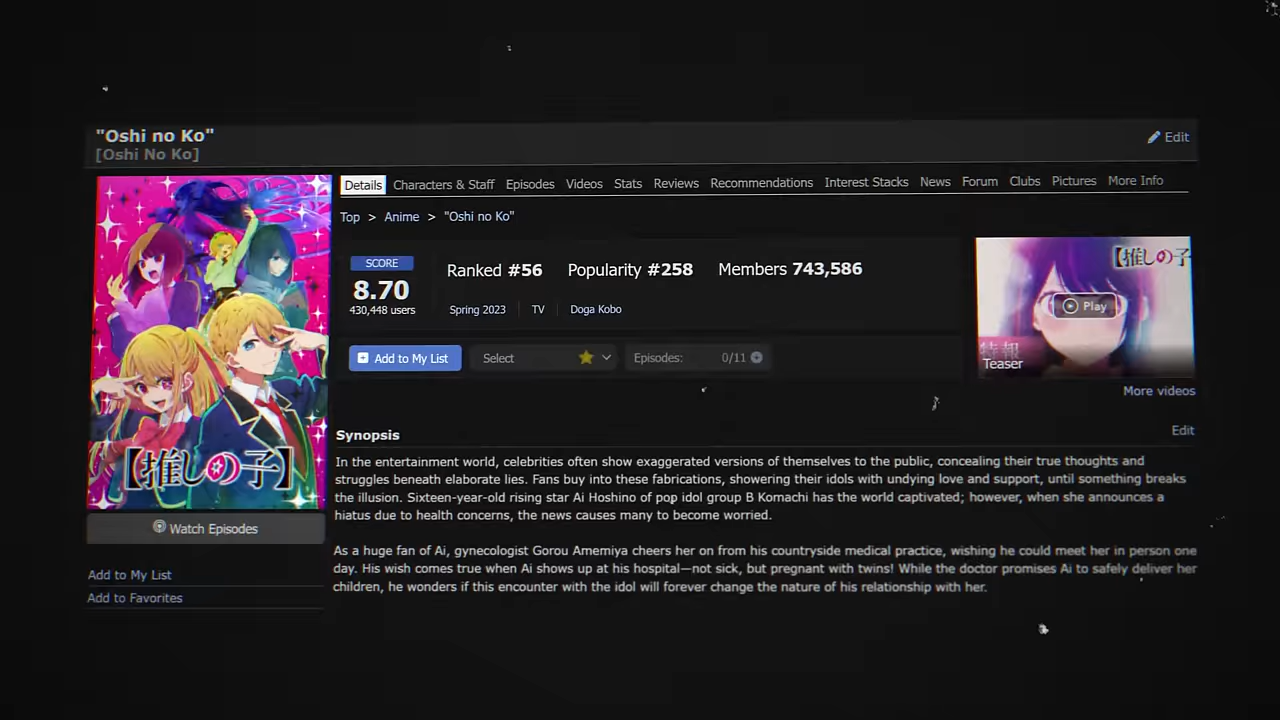 "Oshi no Ko"
[Oshi No Ko]
Edit
Details Characters & Staff Episodes Videos Stats Reviews Recommendations Interest Stacks News Forum Clubs Pictures More Info
Top > Anime > "Oshi no Ko"
SCORE
8.70
430,448 users
Ranked #56 Popularity #258 Members 743,586
Spring 2023 TV Doga Kobo
Add to My List Select Episodes: 0/11
【推しの子
Play
特報
Teaser
More videos
【推しの子】
Watch Episodes
Add to My List
Add to Favorites
Synopsis
Edit
In the entertainment world, celebrities often show exaggerated versions of themselves to the public, concealing their true thoughts and
struggles beneath elaborate lies. Fans buy into these fabrications, showering their idols with undying love and support, until something breaks
the illusion. Sixteen-year-old rising star Ai Hoshino of pop idol group B Komachi has the world captivated; however, when she announces a
hiatus due to health concerns, the news causes many to become worried.
As a huge fan of Ai, gynecologist Gorou Amemiya cheers her on from his countryside medical practice, wishing he could meet her in person one
day. His wish comes true when Ai shows up at his hospital—not sick, but pregnant with twins! While the doctor promises Ai to safely deliver her
children, he wonders if this encounter with the idol will forever change the nature of his relationship with her.